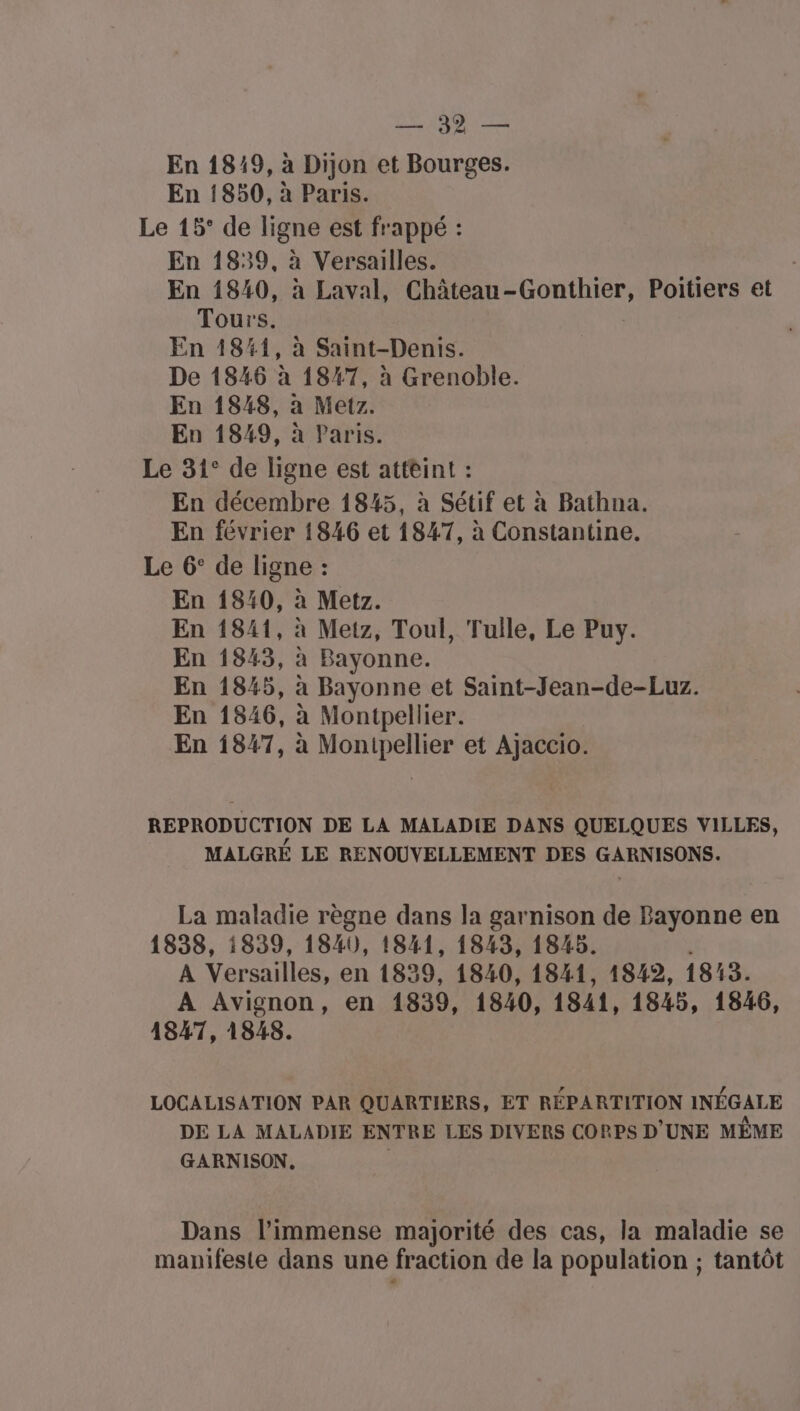 — 32 —
En 1849, à Dijon et Bourges.
En 1850, à Paris.
Le 15e de ligne est frappé :
En 1839, à Versailles.
En 1840, à Laval, Château-Gonthier, Poitiers et
Tours.
En 1841, à Saint-Denis.
De 1846 à 1847, à Grenoble.
En 1848, à Metz.
En 1849, à Paris.
Le 31e de ligne est atteint :
En décembre 1845, à Sétif et à Bathna.
En février 1846 et 1847, à Constantine.
Le 6e de ligne :
En 1840, à Metz.
En 1841, à Metz, Toul, Tulle, Le Puy.
En 1843, à Bayonne.
En 1845, à Bayonne et Saint-Jean-de-Luz.
En 1846, à Montpellier.
En 1847, à Montpellier et Ajaccio.
REPRODUCTION DE LA MALADIE DANS QUELQUES VILLES,
MALGRÉ LE RENOUVELLEMENT DES GARNISONS.
La maladie règne dans la garnison de Bayonne en
1838, 1839, 1840, 1841, 1843, 1845.
A Versailles, en 1839, 1840, 1841, 1842, 1843.
A Avignon, en 1839, 1840, 1841, 1845, 1846,
1847, 1848.
LOCALISATION PAR QUARTIERS, ET RÉPARTITION INÉGALE
DE LA MALADIE ENTRE LES DIVERS CORPS D'UNE MÊME
GARNISON.
Dans l'immense majorité des cas, la maladie se
manifeste dans une fraction de la population ; tantôt